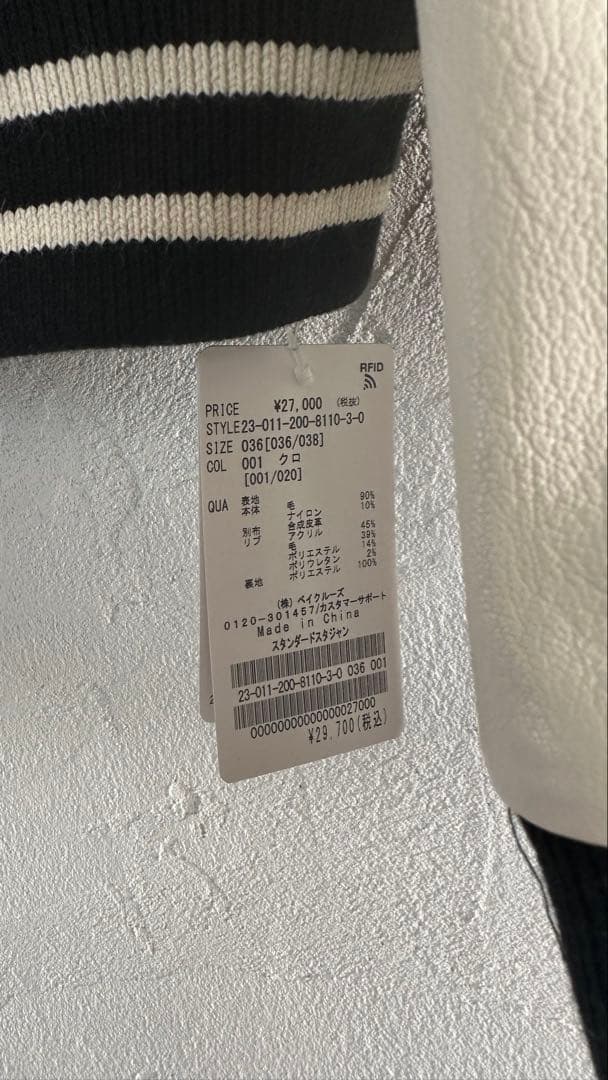 RFID
PRICE ¥27,000 (税抜)
STYLE23-011-200-8110-3-0
SIZE 036[036/038]
COL 001 クロ
[001/020]
QUA 表地 毛 90%
本体 ナイロン 10%
別布 合成皮革
リブ アクリル 45%
毛 39%
ポリエステル 14%
ポリウレタン 2%
裏地 ポリエステル 100%
(株) ベイクルーズ
0120-301457/カスタマーサポート
Made in China
スタンダードスタジャン
23-011-200-8110-3-0 036 001
0000000000000027000
¥29,700(税込)